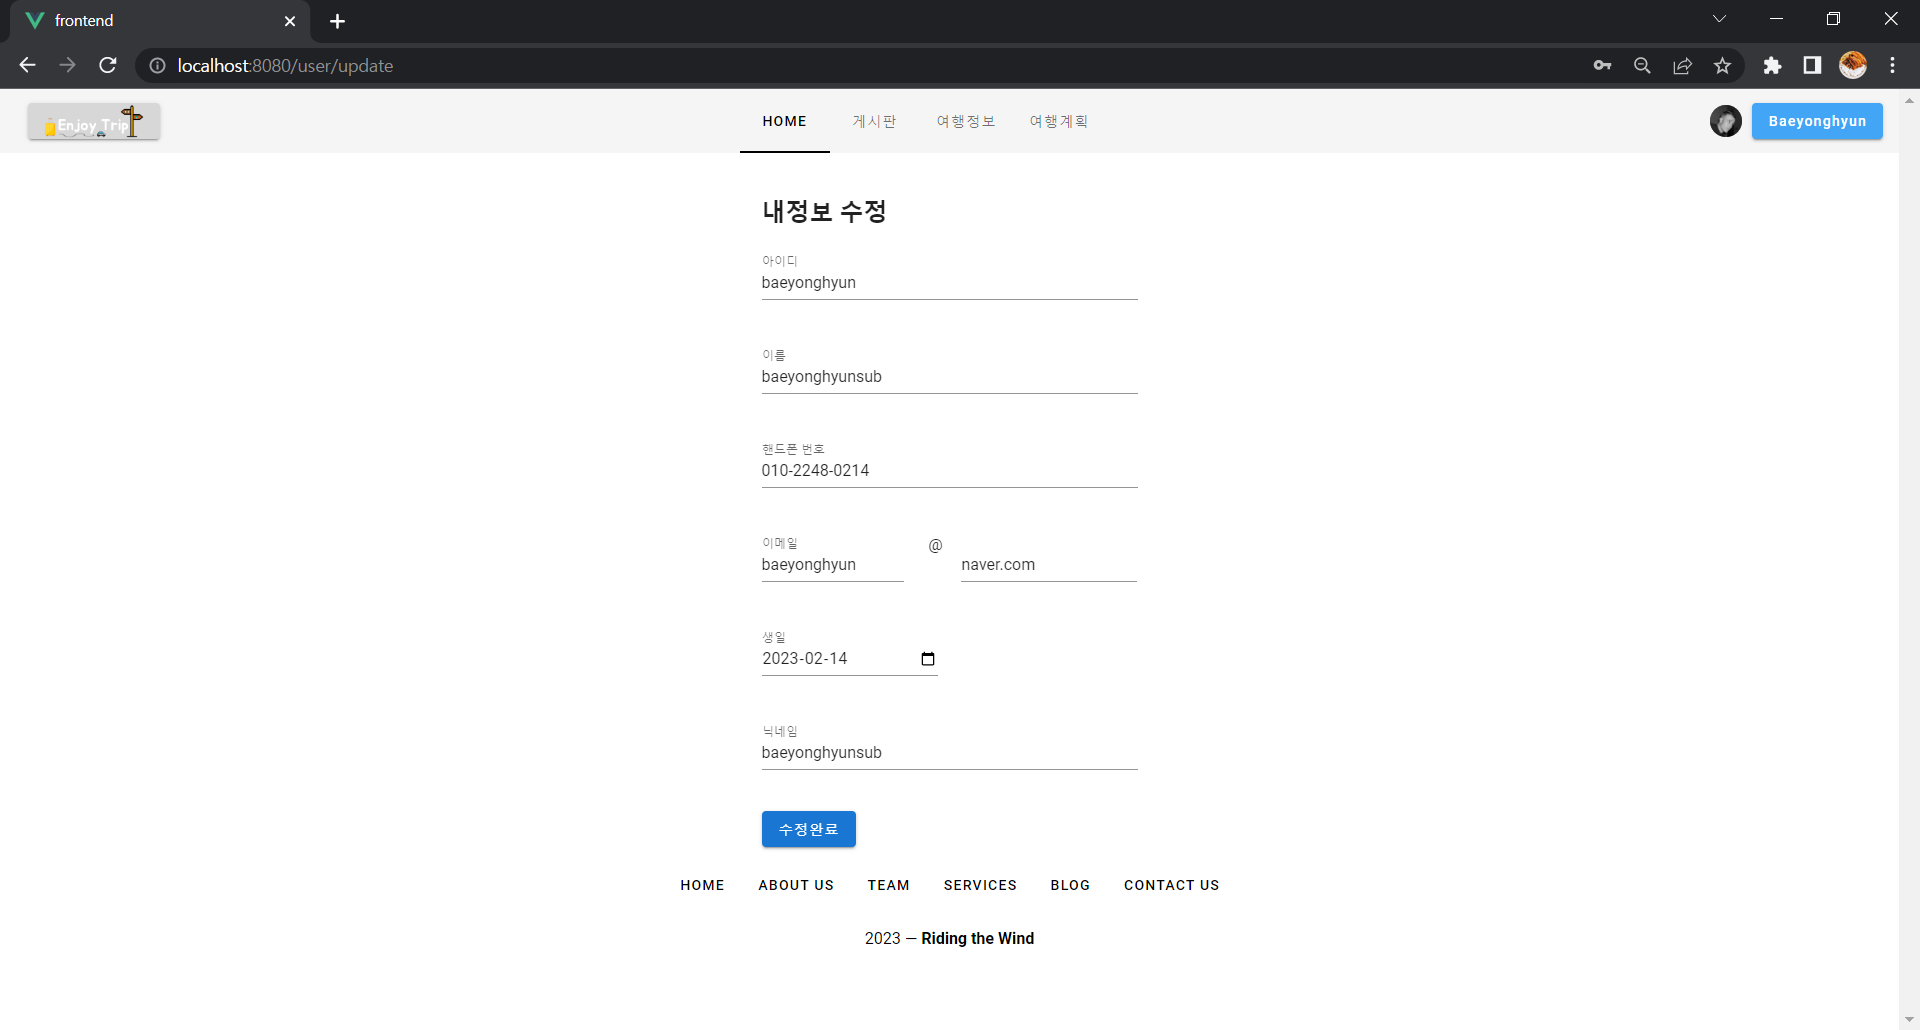 frontend
localhost:8080/user/update
Enjoy Trip
HOME 게시판 여행정보 여행계획
Baeyonghyun
내정보 수정
아이디
baeyonghyun
이름
baeyonghyunsub
핸드폰 번호
010-2248-0214
이메일
baeyonghyun @ naver.com
생일
2023-02-14
닉네임
baeyonghyunsub
수정완료
HOME ABOUT US TEAM SERVICES BLOG CONTACT US
2023 — Riding the Wind